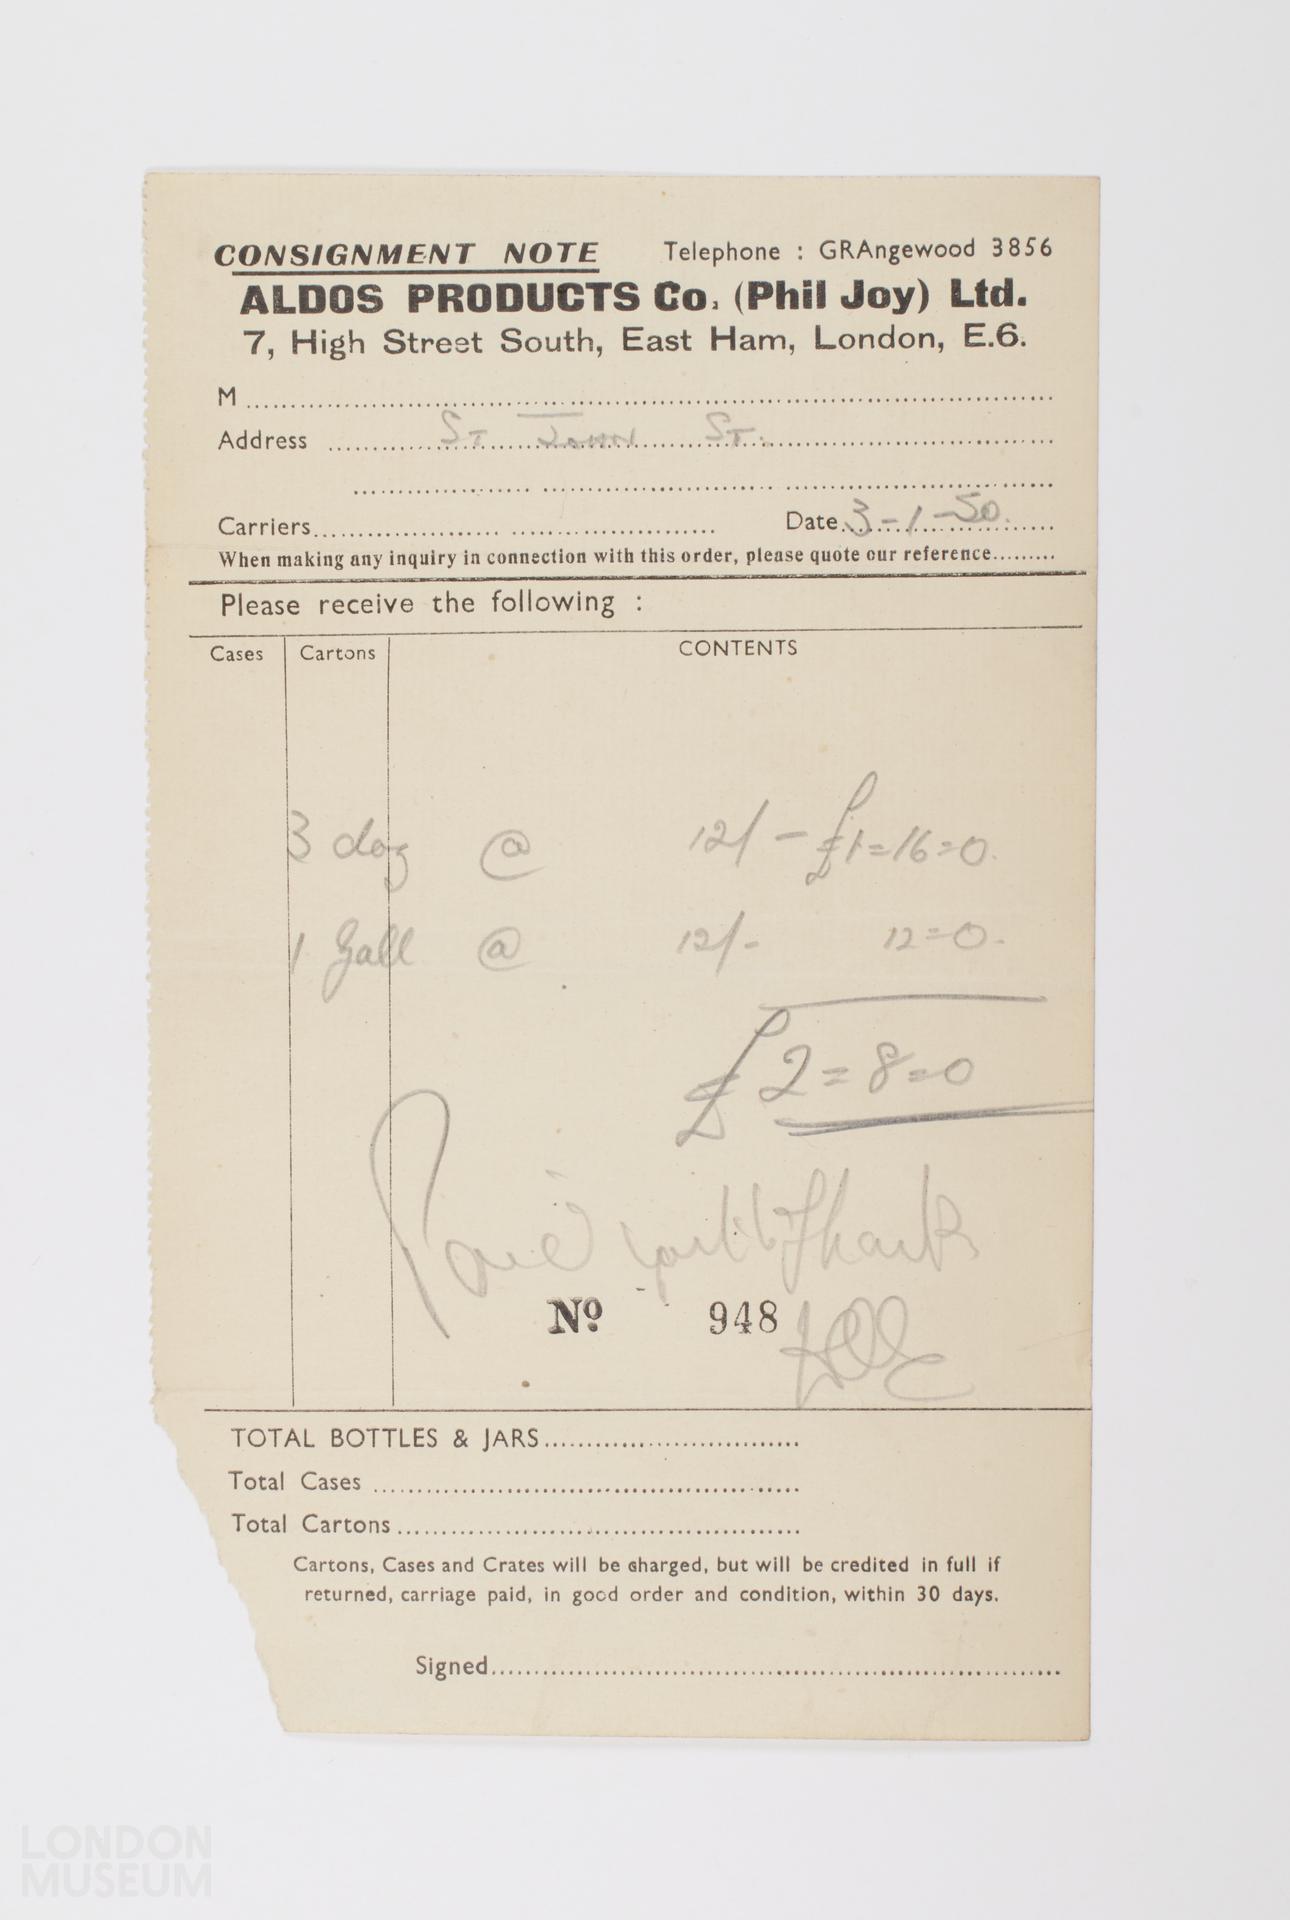 CONSIGNMENT NOTE Telephone : GRAngewood 3856
ALDOS PRODUCTS Co, (Phil Joy) Ltd.
7, High Street South, East Ham, London, E.6.
M
Address St John St.
Carriers Date 3-1-50.
When making any inquiry in connection with this order, please quote our reference
Please receive the following :
Cases Cartons CONTENTS
3 doz @ 12/- £1=16=0.
1 Gall @ 12/- 12=0.
£2=8=0
Paid with Thanks
No. 948
TOTAL BOTTLES & JARS
Total Cases
Total Cartons
Cartons, Cases and Crates will be charged, but will be credited in full if
returned, carriage paid, in good order and condition, within 30 days.
Signed
LONDON
MUSEUM